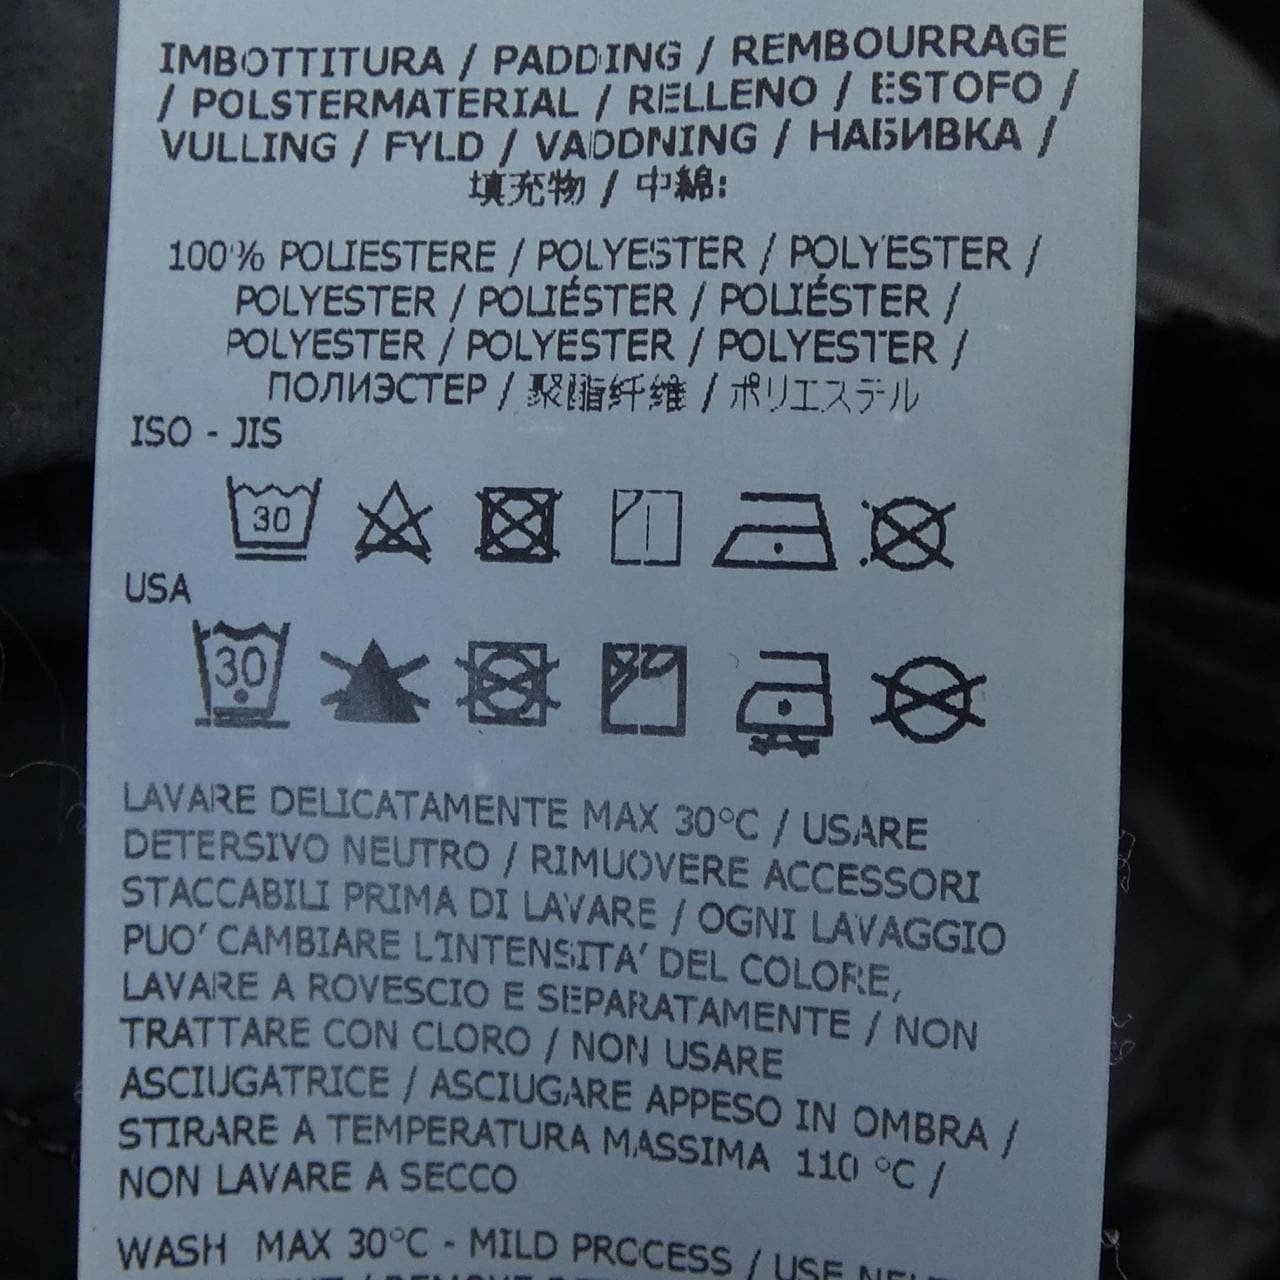 IMBOTTITURA / PADDING / REMBOURRAGE
/ POLSTERMATERIAL / RELLENO / ESTOFO /
VULLING / FYLD / VADDNING / НАБИВКА /
填充物 / 中綿:
100% POLIESTERE / POLYESTER / POLYESTER /
POLYESTER / POLIÉSTER / POLIÉSTER /
POLYESTER / POLYESTER / POLYESTER /
ПОЛИЭСТЕР / 聚酯纤维 / ポリエステル
ISO - JIS
30
USA
30
LAVARE DELICATAMENTE MAX 30°C / USARE
DETERSIVO NEUTRO / RIMUOVERE ACCESSORI
STACCABILI PRIMA DI LAVARE / OGNI LAVAGGIO
PUO' CAMBIARE L'INTENSITA' DEL COLORE,
LAVARE A ROVESCIO E SEPARATAMENTE / NON
TRATTARE CON CLORO / NON USARE
ASCIUGATRICE / ASCIUGARE APPESO IN OMBRA /
STIRARE A TEMPERATURA MASSIMA 110 °C /
NON LAVARE A SECCO
WASH MAX 30°C - MILD PROCESS / USE